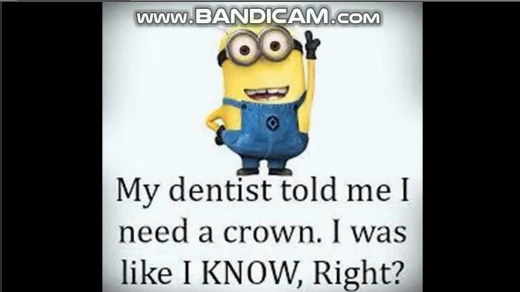 www.BANDICAM.com
My dentist told me I
need a crown. I was
like I KNOW, Right?